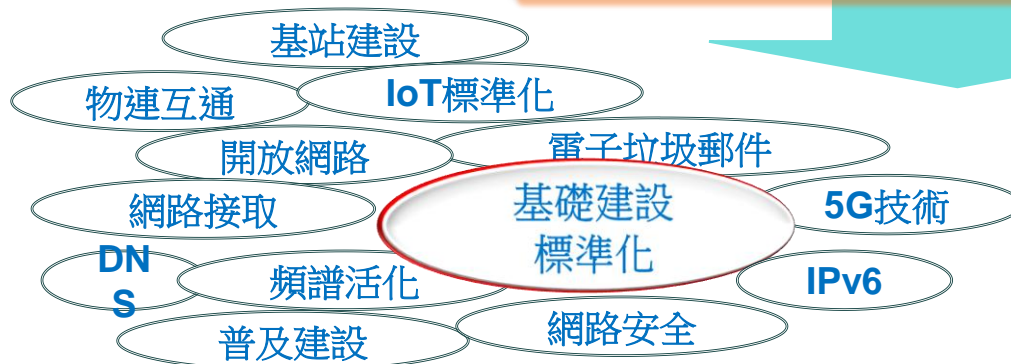 基站建設
物連互通
IoT標準化
開放網路
電子垃圾郵件
網路接取
基礎建設
標準化
5G技術
DN
S
頻譜活化
IPv6
普及建設
網路安全